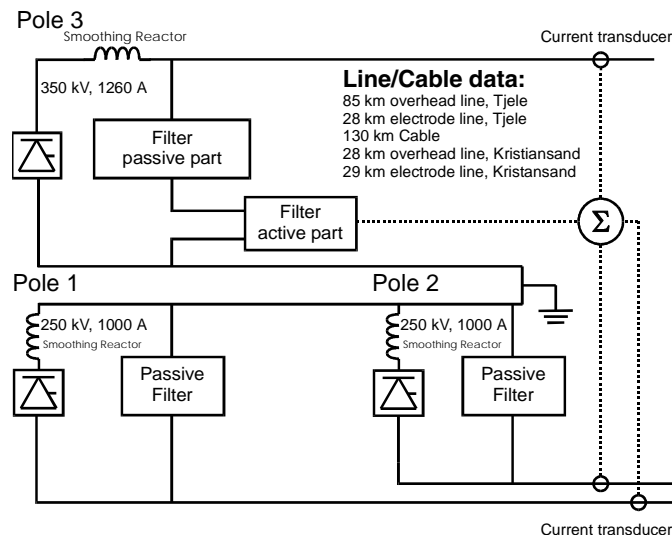 Pole 3
Smoothing Reactor
Current transducer
350 kV, 1260 A
Line/Cable data:
85 km overhead line, Tjele
28 km electrode line, Tjele
130 km Cable
28 km overhead line, Kristiansand
29 km electrode line, Kristansand
Filter
passive part
Filter
active part
Σ
Pole 1
Pole 2
250 kV, 1000 A
Smoothing Reactor
250 kV, 1000 A
Smoothing Reactor
Passive
Filter
Passive
Filter
Current transducer